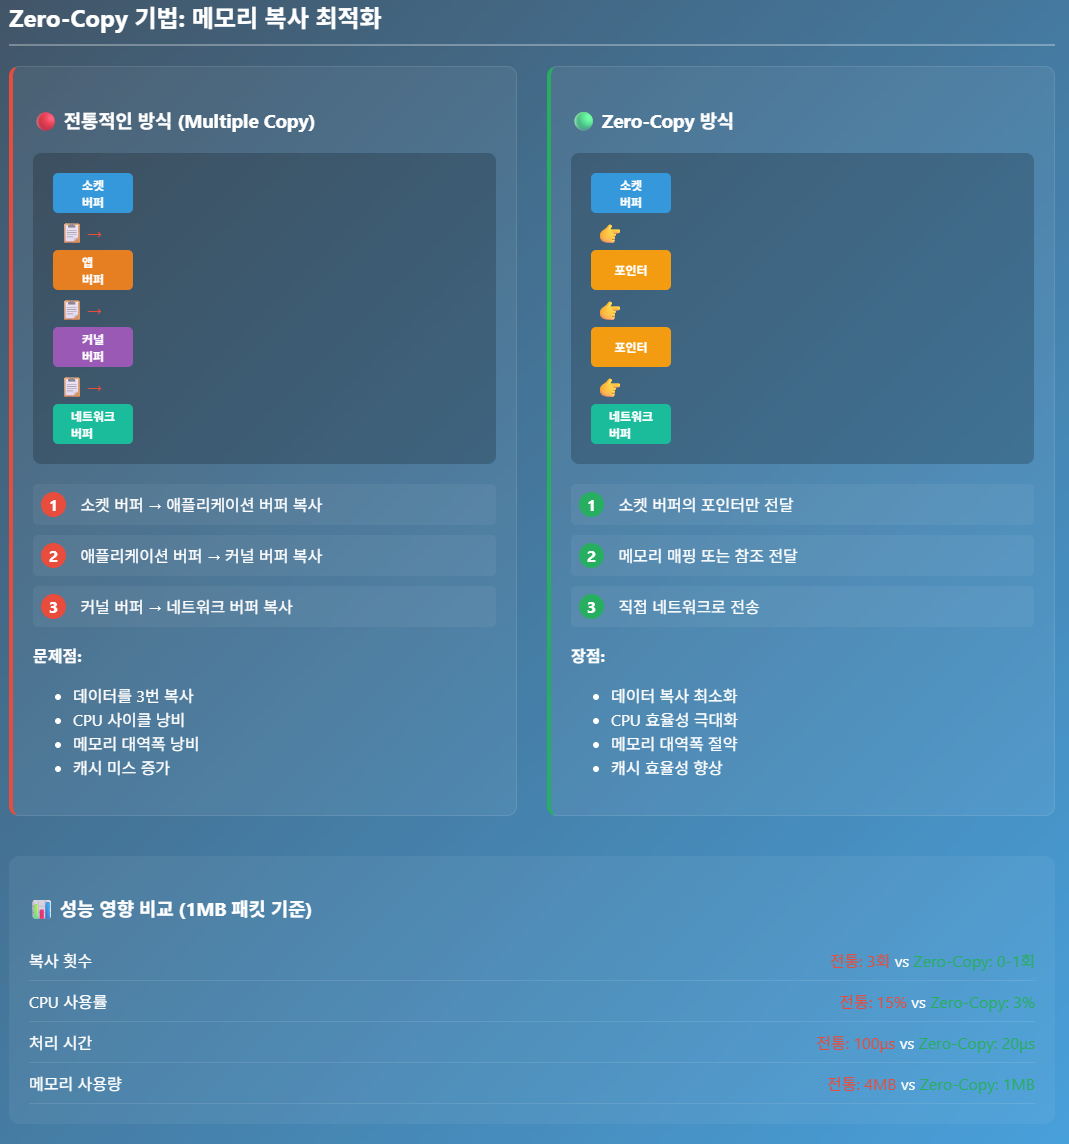 Zero-Copy 기법: 메모리 복사 최적화
전통적인 방식 (Multiple Copy)
소켓
버퍼
→
앱
버퍼
→
커널
버퍼
→
네트워크
버퍼
1 소켓 버퍼 → 애플리케이션 버퍼 복사
2 애플리케이션 버퍼 → 커널 버퍼 복사
3 커널 버퍼 → 네트워크 버퍼 복사
문제점:
• 데이터를 3번 복사
• CPU 사이클 낭비
• 메모리 대역폭 낭비
• 캐시 미스 증가
Zero-Copy 방식
소켓
버퍼
포인터
포인터
네트워크
버퍼
1 소켓 버퍼의 포인터만 전달
2 메모리 매핑 또는 참조 전달
3 직접 네트워크로 전송
장점:
• 데이터 복사 최소화
• CPU 효율성 극대화
• 메모리 대역폭 절약
• 캐시 효율성 향상
성능 영향 비교 (1MB 패킷 기준)
복사 횟수 전통: 3회 vs Zero-Copy: 0-1회
CPU 사용률 전통: 15% vs Zero-Copy: 3%
처리 시간 전통: 100μs vs Zero-Copy: 20μs
메모리 사용량 전통: 4MB vs Zero-Copy: 1MB